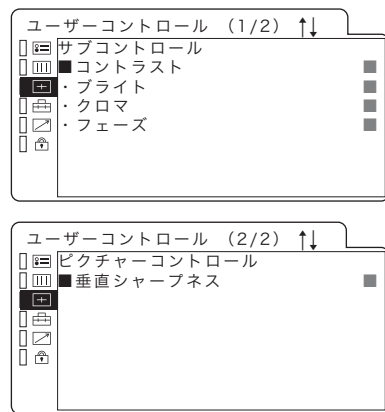 ユーザーコントロール (1/2) ↑↓
サブコントロール
■コントラスト ■
・ブライト ■
・クロマ ■
・フェーズ ■
ユーザーコントロール (2/2) ↑↓
ピクチャーコントロール
■垂直シャープネス ■